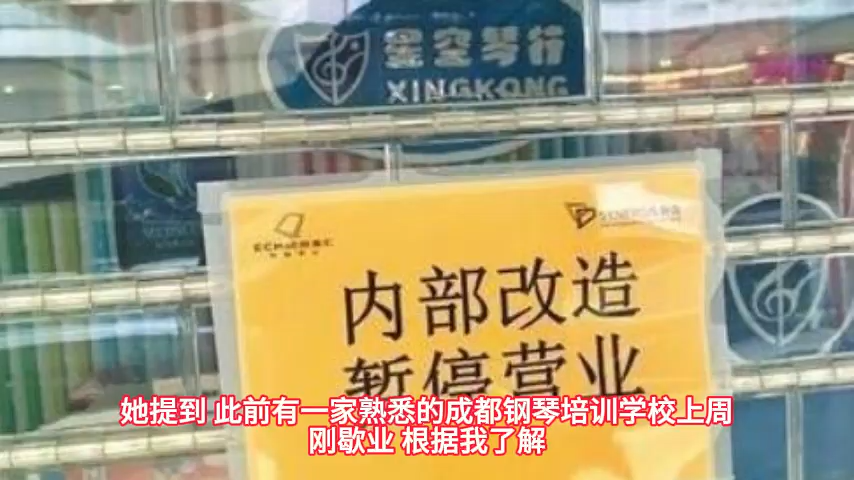 星空琴行
XINGKONG
内部改造
暂停营业
她提到 此前有一家熟悉的成都钢琴培训学校上周
刚歇业 根据我了解